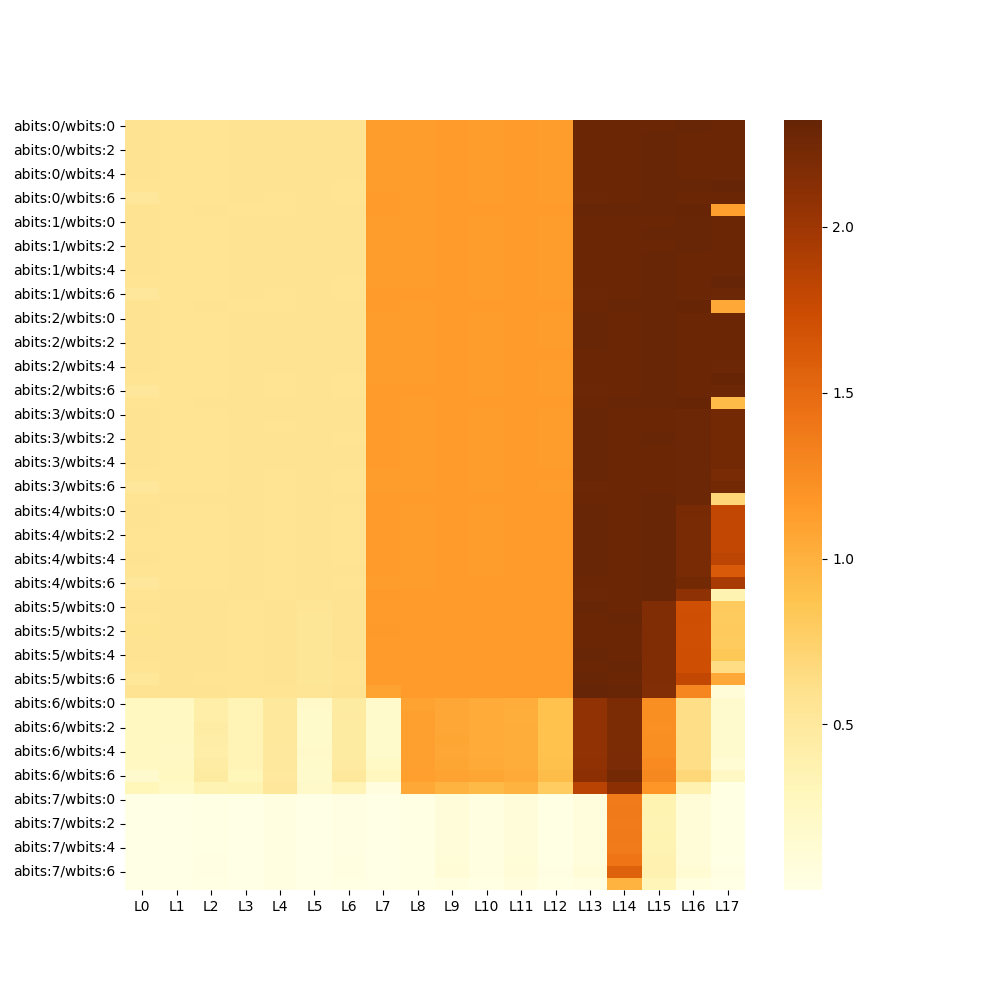 abits:0/wbits:0
abits:0/wbits:2
abits:0/wbits:4
abits:0/wbits:6
abits:1/wbits:0
abits:1/wbits:2
abits:1/wbits:4
abits:1/wbits:6
abits:2/wbits:0
abits:2/wbits:2
abits:2/wbits:4
abits:2/wbits:6
abits:3/wbits:0
abits:3/wbits:2
abits:3/wbits:4
abits:3/wbits:6
abits:4/wbits:0
abits:4/wbits:2
abits:4/wbits:4
abits:4/wbits:6
abits:5/wbits:0
abits:5/wbits:2
abits:5/wbits:4
abits:5/wbits:6
abits:6/wbits:0
abits:6/wbits:2
abits:6/wbits:4
abits:6/wbits:6
abits:7/wbits:0
abits:7/wbits:2
abits:7/wbits:4
abits:7/wbits:6
L0 L1 L2 L3 L4 L5 L6 L7 L8 L9 L10 L11 L12 L13 L14 L15 L16 L17
2.0
1.5
1.0
0.5